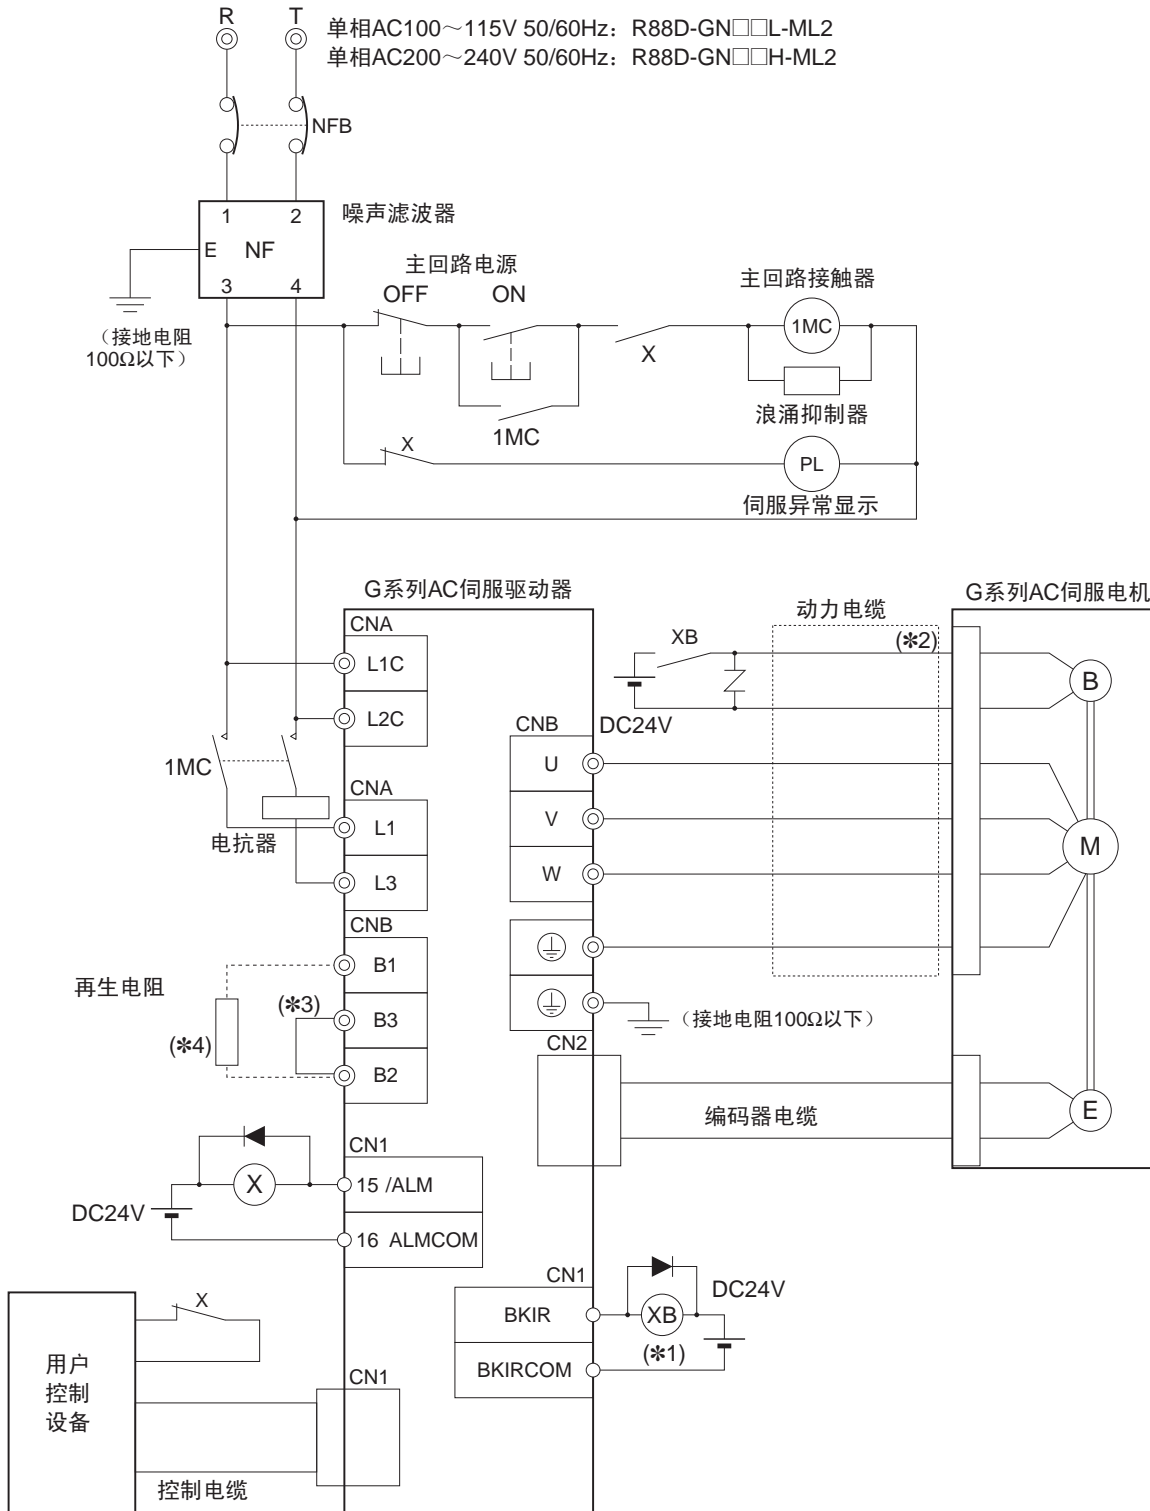 R
T
单相AC100～115V 50/60Hz：R88D-GN□□L-ML2
单相AC200～240V 50/60Hz：R88D-GN□□H-ML2
NFB
1
2
噪声滤波器
E
NF
3
4
（接地电阻
100Ω以下）
主回路电源
OFF
ON
主回路接触器
1MC
X
浪涌抑制器
1MC
X
PL
伺服异常显示
G系列AC伺服驱动器
G系列AC伺服电机
CNA
L1C
L2C
动力电缆
XB
(✽2)
B
DC24V
1MC
电抗器
CNA
L1
L3
CNB
U
V
W
M
CNB
B1
B3
B2
再生电阻
(✽3)
(✽4)
（接地电阻100Ω以下）
CN2
编码器电缆
E
CN1
X
15 /ALM
DC24V
16 ALMCOM
CN1
BKIR
XB
DC24V
BKIRCOM
(✽1)
X
用户
控制
设备
CN1
控制电缆